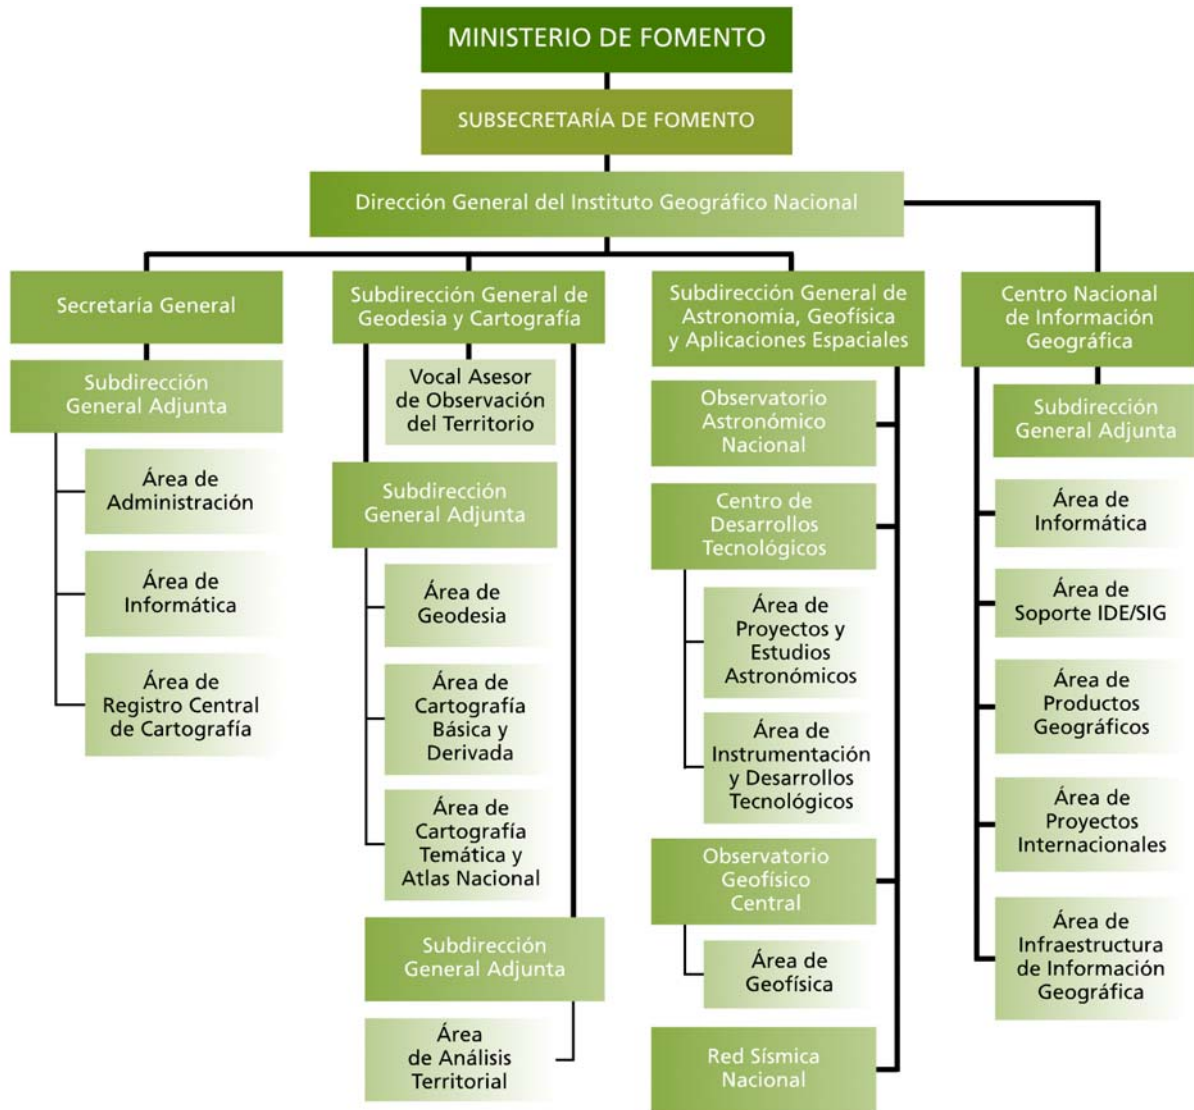 MINISTERIO DE FOMENTO
SUBSECRETARÍA DE FOMENTO
Dirección General del Instituto Geográfico Nacional
Secretaría General
Subdirección
General Adjunta
Área de
Administración
Área de
Informática
Área de
Registro Central
de Cartografía
Subdirección General de
Geodesia y Cartografía
Vocal Asesor
de Observación
del Territorio
Subdirección
General Adjunta
Área de
Geodesia
Área de
Cartografía
Básica y
Derivada
Área de
Cartografía
Temática y
Atlas Nacional
Subdirección
General Adjunta
Área
de Análisis
Territorial
Subdirección General de
Astronomía, Geofísica
y Aplicaciones Espaciales
Observatorio
Astronómico
Nacional
Centro de
Desarrollos
Tecnológicos
Área de
Proyectos y
Estudios
Astronómicos
Área de
Instrumentación
y Desarrollos
Tecnológicos
Observatorio
Geofísico
Central
Área de
Geofísica
Red Sísmica
Nacional
Centro Nacional
de Información
Geográfica
Subdirección
General Adjunta
Área de
Informática
Área de
Soporte IDE/SIG
Área de
Productos
Geográficos
Área de
Proyectos
Internacionales
Área de
Infraestructura
de Información
Geográfica